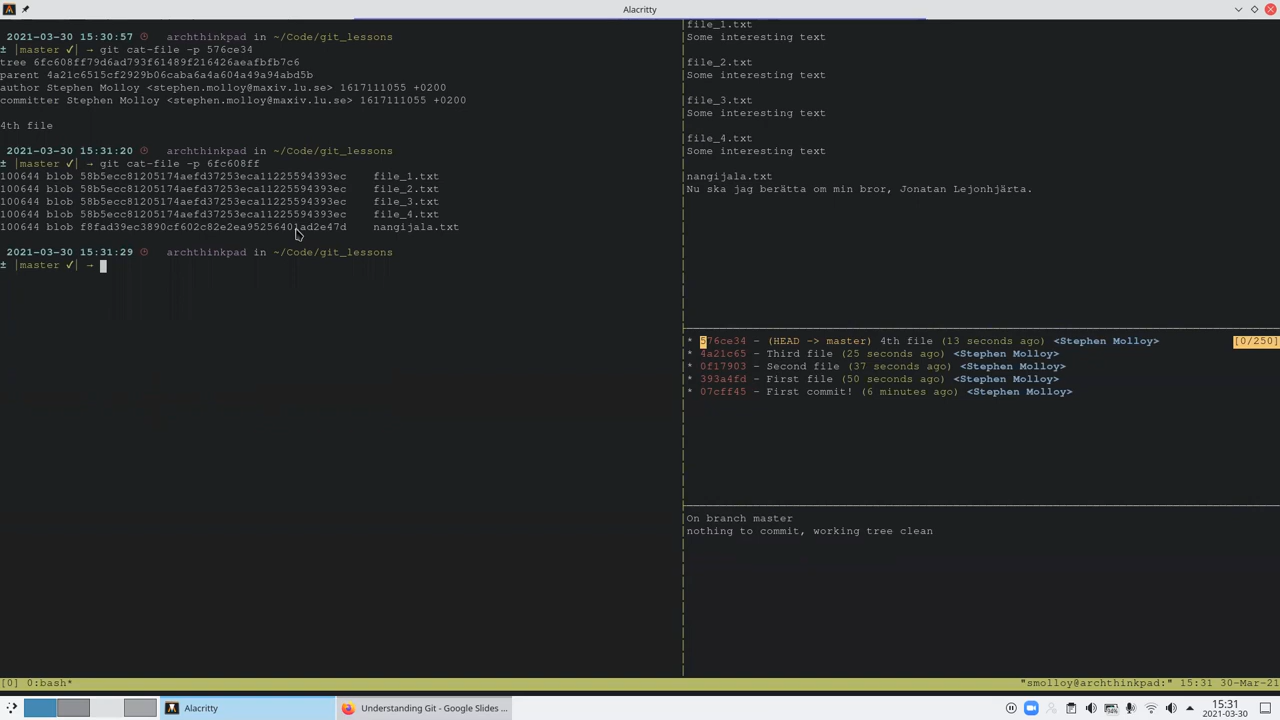 Alacritty
2021-03-30 15:30:57 archthinkpad in ~/Code/git_lessons
± |master ✓| → git cat-file -p 576ce34
tree 6fc608ff79d6ad793f61489f216426aeafbfb7c6
parent 4a21c6515cf2929b06caba6a4a604a49a94abd5b
author Stephen Molloy <stephen.molloy@maxiv.lu.se> 1617111055 +0200
committer Stephen Molloy <stephen.molloy@maxiv.lu.se> 1617111055 +0200
4th file
2021-03-30 15:31:20 archthinkpad in ~/Code/git_lessons
± |master ✓| → git cat-file -p 6fc608ff
100644 blob 58b5ecc81205174aefd37253eca11225594393ec file_1.txt
100644 blob 58b5ecc81205174aefd37253eca11225594393ec file_2.txt
100644 blob 58b5ecc81205174aefd37253eca11225594393ec file_3.txt
100644 blob 58b5ecc81205174aefd37253eca11225594393ec file_4.txt
100644 blob f8fad39ec3890cf602c82e2ea95256401ad2e47d nangijala.txt
2021-03-30 15:31:29 archthinkpad in ~/Code/git_lessons
± |master ✓| →
file_1.txt
Some interesting text
file_2.txt
Some interesting text
file_3.txt
Some interesting text
file_4.txt
Some interesting text
nangijala.txt
Nu ska jag berätta om min bror, Jonatan Lejonhjärta.
* 576ce34 - (HEAD -> master) 4th file (13 seconds ago) <Stephen Molloy> [0/250]
* 4a21c65 - Third file (25 seconds ago) <Stephen Molloy>
* 0f17903 - Second file (37 seconds ago) <Stephen Molloy>
* 393a4fd - First file (50 seconds ago) <Stephen Molloy>
* 07cff45 - First commit! (6 minutes ago) <Stephen Molloy>
On branch master
nothing to commit, working tree clean
[0] 0:bash* "smolloy@archthinkpad:" 15:31 30-Mar-21
Alacritty
Understanding Git - Google Slides ...
94%
15:31
2021-03-30